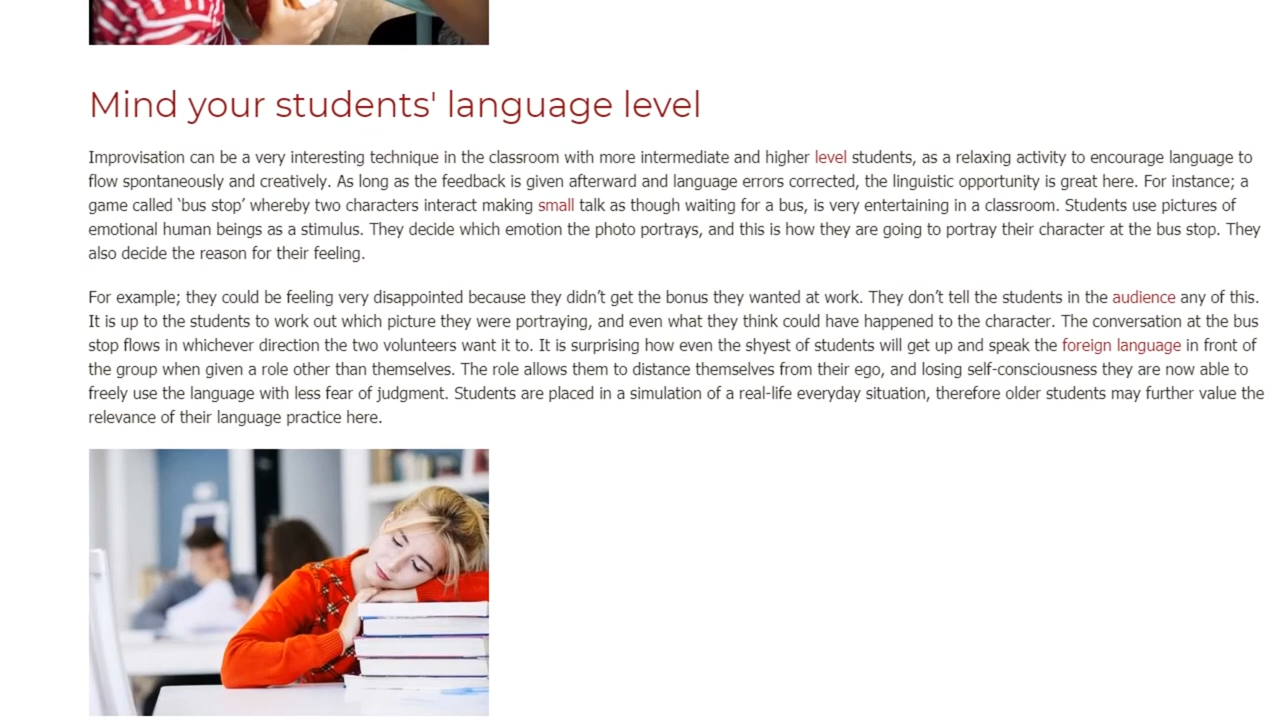 Mind your students' language level
Improvisation can be a very interesting technique in the classroom with more intermediate and higher level students, as a relaxing activity to encourage language to
flow spontaneously and creatively. As long as the feedback is given afterward and language errors corrected, the linguistic opportunity is great here. For instance; a
game called ‘bus stop’ whereby two characters interact making small talk as though waiting for a bus, is very entertaining in a classroom. Students use pictures of
emotional human beings as a stimulus. They decide which emotion the photo portrays, and this is how they are going to portray their character at the bus stop. They
also decide the reason for their feeling.
For example; they could be feeling very disappointed because they didn’t get the bonus they wanted at work. They don’t tell the students in the audience any of this.
It is up to the students to work out which picture they were portraying, and even what they think could have happened to the character. The conversation at the bus
stop flows in whichever direction the two volunteers want it to. It is surprising how even the shyest of students will get up and speak the foreign language in front of
the group when given a role other than themselves. The role allows them to distance themselves from their ego, and losing self-consciousness they are now able to
freely use the language with less fear of judgment. Students are placed in a simulation of a real-life everyday situation, therefore older students may further value the
relevance of their language practice here.